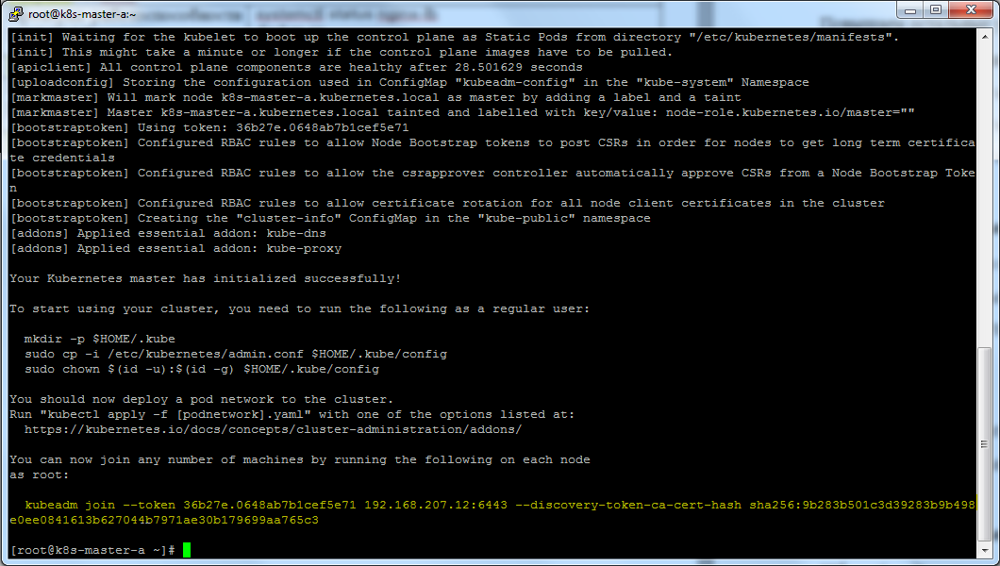 root@k8s-master-a:~
[init] Waiting for the kubelet to boot up the control plane as Static Pods from directory "/etc/kubernetes/manifests".
[init] This might take a minute or longer if the control plane images have to be pulled.
[apiclient] All control plane components are healthy after 28.501629 seconds
[uploadconfig] Storing the configuration used in ConfigMap "kubeadm-config" in the "kube-system" Namespace
[markmaster] Will mark node k8s-master-a.kubernetes.local as master by adding a label and a taint
[markmaster] Master k8s-master-a.kubernetes.local tainted and labelled with key/value: node-role.kubernetes.io/master=""
[bootstraptoken] Using token: 36b27e.0648ab7b1cef5e71
[bootstraptoken] Configured RBAC rules to allow Node Bootstrap tokens to post CSRs in order for nodes to get long term certifica
te credentials
[bootstraptoken] Configured RBAC rules to allow the csrapprover controller automatically approve CSRs from a Node Bootstrap Toke
n
[bootstraptoken] Configured RBAC rules to allow certificate rotation for all node client certificates in the cluster
[bootstraptoken] Creating the "cluster-info" ConfigMap in the "kube-public" namespace
[addons] Applied essential addon: kube-dns
[addons] Applied essential addon: kube-proxy
Your Kubernetes master has initialized successfully!
To start using your cluster, you need to run the following as a regular user:
mkdir -p $HOME/.kube
sudo cp -i /etc/kubernetes/admin.conf $HOME/.kube/config
sudo chown $(id -u):$(id -g) $HOME/.kube/config
You should now deploy a pod network to the cluster.
Run "kubectl apply -f [podnetwork].yaml" with one of the options listed at:
https://kubernetes.io/docs/concepts/cluster-administration/addons/
You can now join any number of machines by running the following on each node
as root:
kubeadm join --token 36b27e.0648ab7b1cef5e71 192.168.207.12:6443 --discovery-token-ca-cert-hash sha256:9b283b501c3d39283b9b498
e0ee0841613b627044b7971ae30b179699aa765c3
[root@k8s-master-a ~]#